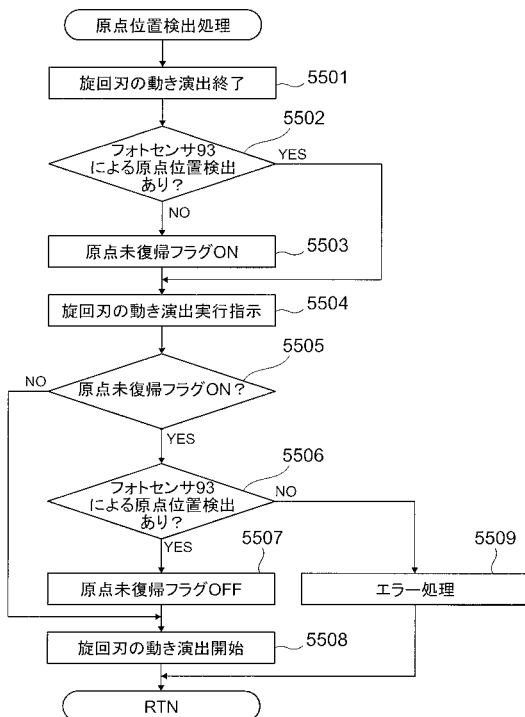 原点位置検出処理
旋回刃の動き演出終了
5501
5502
フォトセンサ93
による原点位置検出
あり?
YES
NO
原点未復帰フラグON
5503
旋回刃の動き演出実行指示
5504
5505
NO
原点未復帰フラグON?
YES
5506
フォトセンサ93
による原点位置検出
あり?
NO
YES
5507
5509
原点未復帰フラグOFF
エラー処理
旋回刃の動き演出開始
5508
RTN